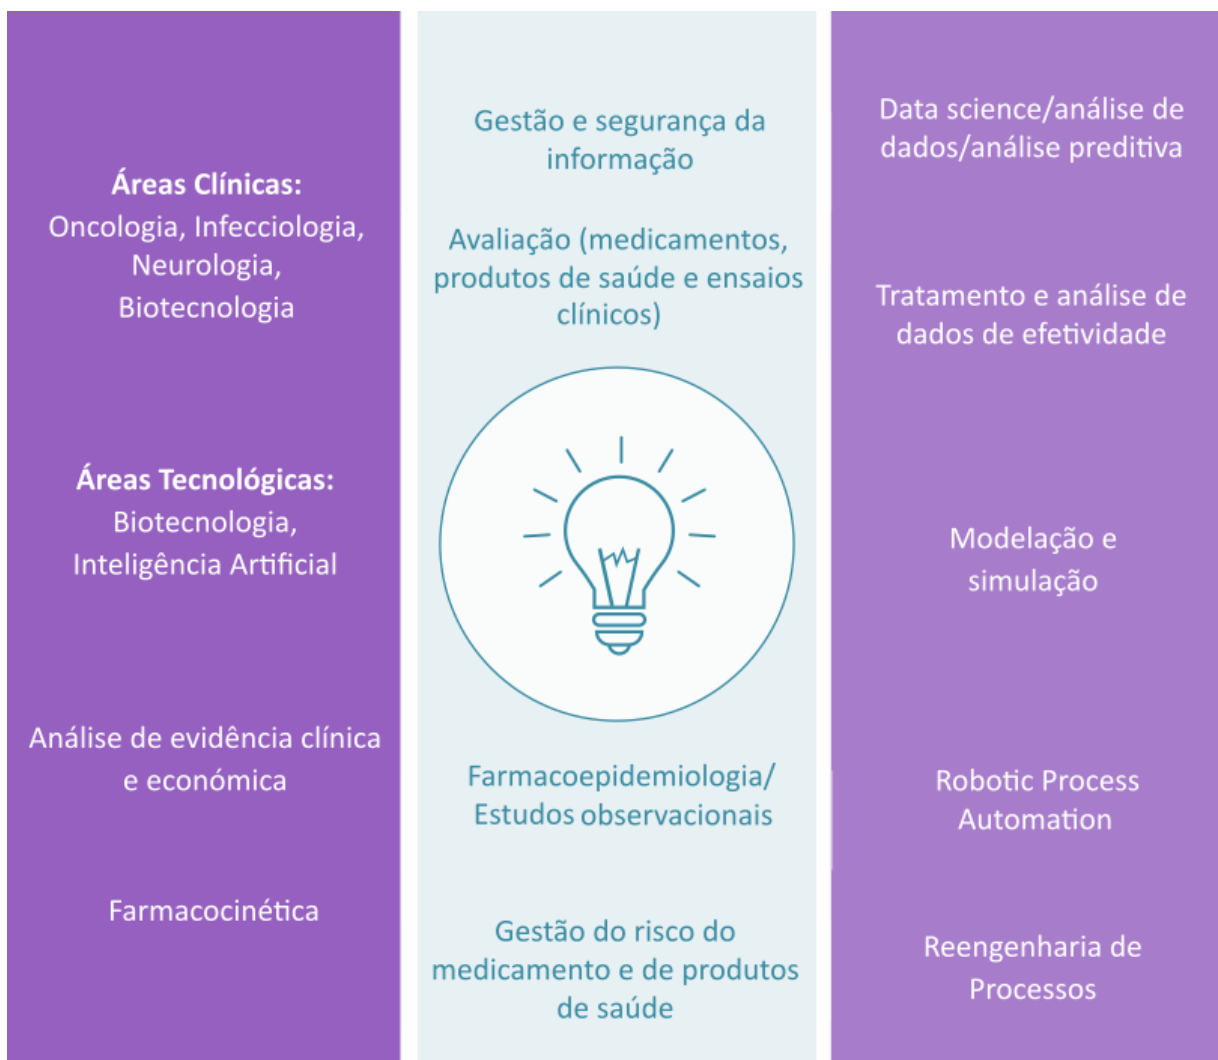 Áreas Clínicas:
Oncologia, Infecciologia,
Neurologia,
Biotecnologia
Áreas Tecnológicas:
Biotecnologia,
Inteligência Artificial
Análise de evidência clínica
e económica
Farmacocinética
Gestão e segurança da
informação
Avaliação (medicamentos,
produtos de saúde e ensaios
clínicos)
Farmacoepidemiologia/
Estudos observacionais
Gestão do risco do
medicamento e de produtos
de saúde
Data science/análise de
dados/análise preditiva
Tratamento e análise de
dados de efetividade
Modelação e
simulação
Robotic Process
Automation
Reengenharia de
Processos